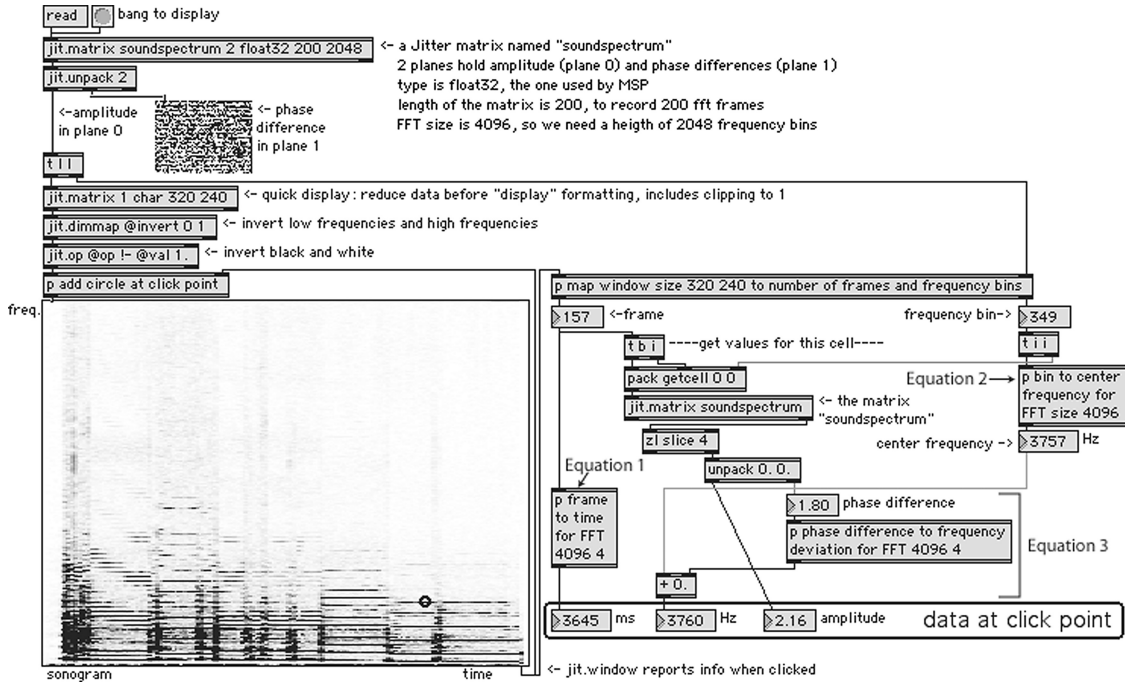 read
bang to display
jit.matrix soundspectrum 2 float32 200 2048
<- a Jitter matrix named "soundspectrum"
2 planes hold amplitude (plane 0) and phase differences (plane 1)
type is float32, the one used by MSP
length of the matrix is 200, to record 200 fft frames
FFT size is 4096, so we need a heigth of 2048 frequency bins
jit.unpack 2
<-amplitude
in plane 0
<- phase
difference
in plane 1
t l l
jit.matrix 1 char 320 240
<- quick display: reduce data before "display" formatting, includes clipping to 1
jit.dimmap @invert 0 1
<- invert low frequencies and high frequencies
jit.op @op !- @val 1.
<- invert black and white
p add circle at click point
freq.
sonogram
time
p map window size 320 240 to number of frames and frequency bins
157
<-frame
frequency bin->
349
t b i
----get values for this cell----
t i i
pack getcell 0 0
Equation 2
p bin to center
frequency for
FFT size 4096
jit.matrix soundspectrum
<- the matrix
"soundspectrum"
zl slice 4
center frequency ->
3757
Hz
Equation 1
unpack 0. 0.
p frame
to time
for FFT
4096 4
1.80
phase difference
p phase difference to frequency
deviation for FFT 4096 4
Equation 3
+ 0.
3645
ms
3760
Hz
2.16
amplitude
data at click point
<- jit.window reports info when clicked